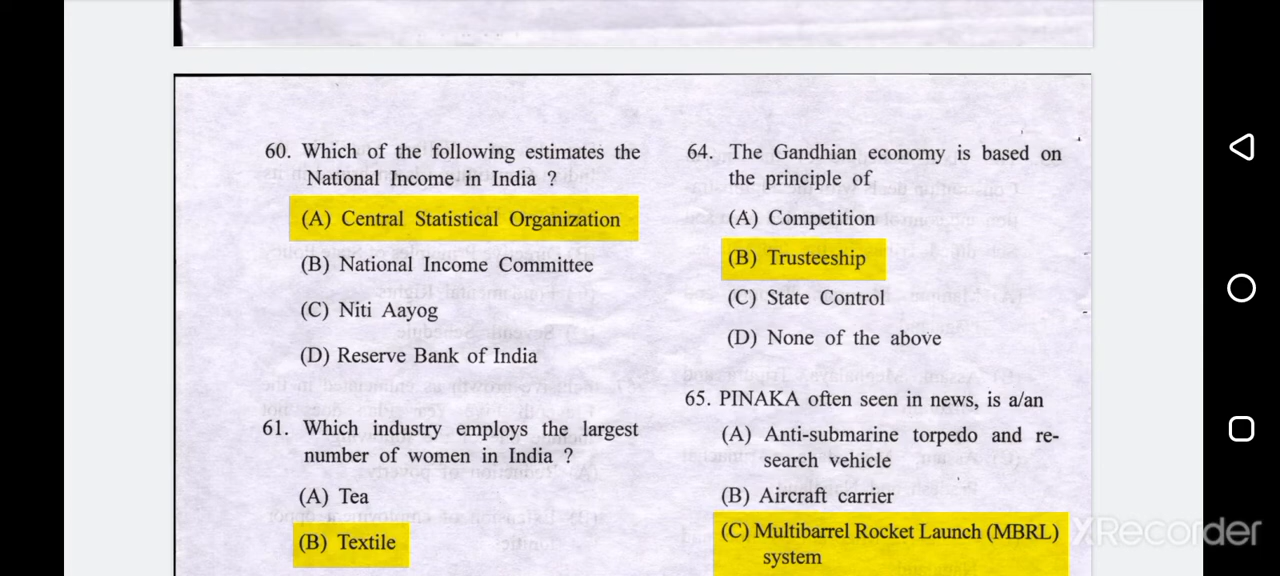 60. Which of the following estimates the
National Income in India ?
(A) Central Statistical Organization
(B) National Income Committee
(C) Niti Aayog
(D) Reserve Bank of India
61. Which industry employs the largest
number of women in India ?
(A) Tea
(B) Textile
64. The Gandhian economy is based on
the principle of
(A) Competition
(B) Trusteeship
(C) State Control
(D) None of the above
65. PINAKA often seen in news, is a/an
(A) Anti-submarine torpedo and re-
search vehicle
(B) Aircraft carrier
(C) Multibarrel Rocket Launch (MBRL)
system
XRecorder